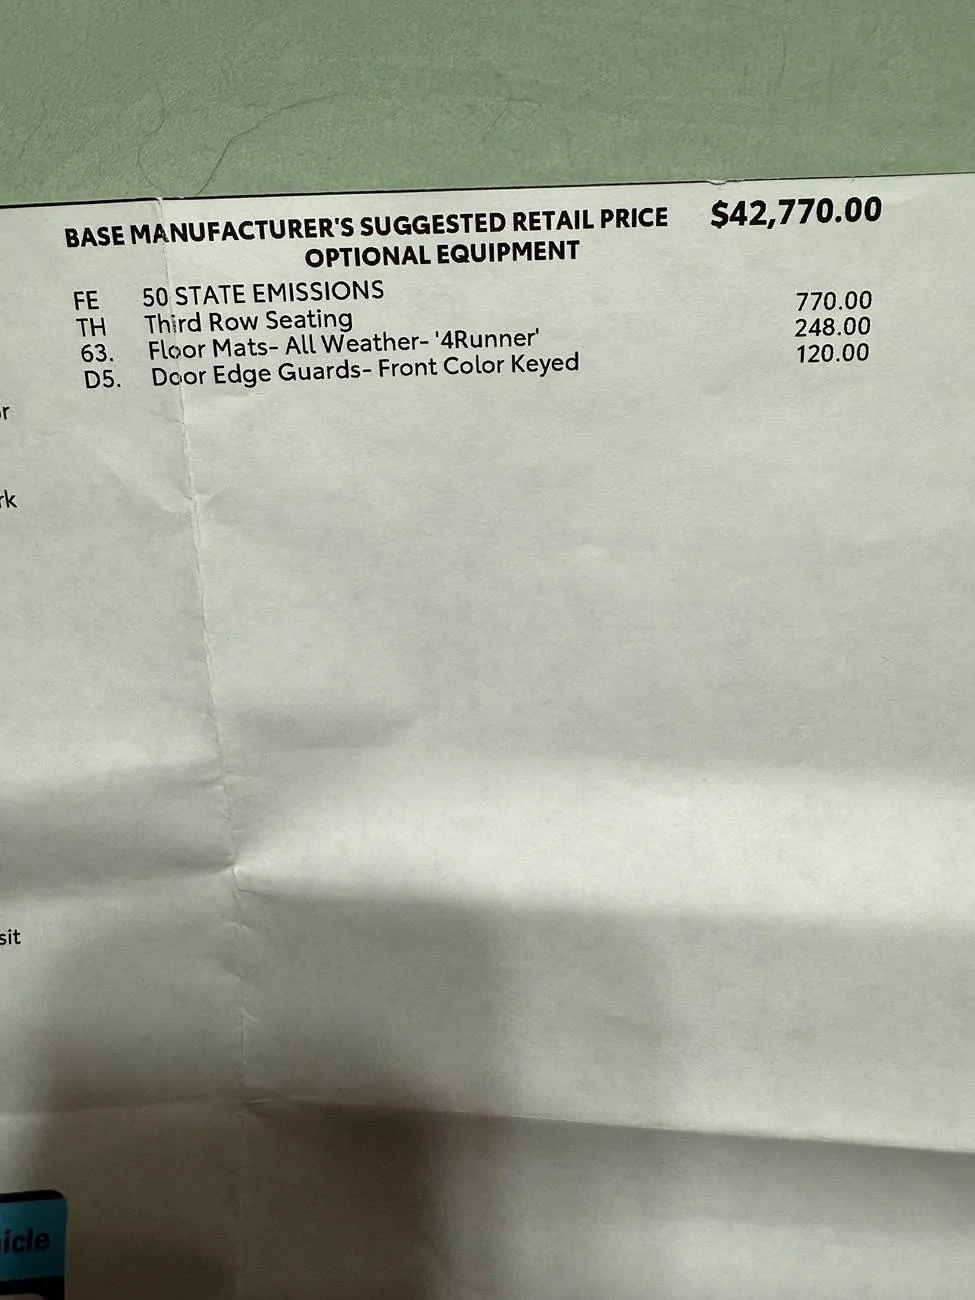 BASE MANUFACTURER'S SUGGESTED RETAIL PRICE $42,770.00
OPTIONAL EQUIPMENT
FE 50 STATE EMISSIONS
TH Third Row Seating 770.00
63. Floor Mats- All Weather- '4Runner' 248.00
D5. Door Edge Guards- Front Color Keyed 120.00
r
rk
sit
icle